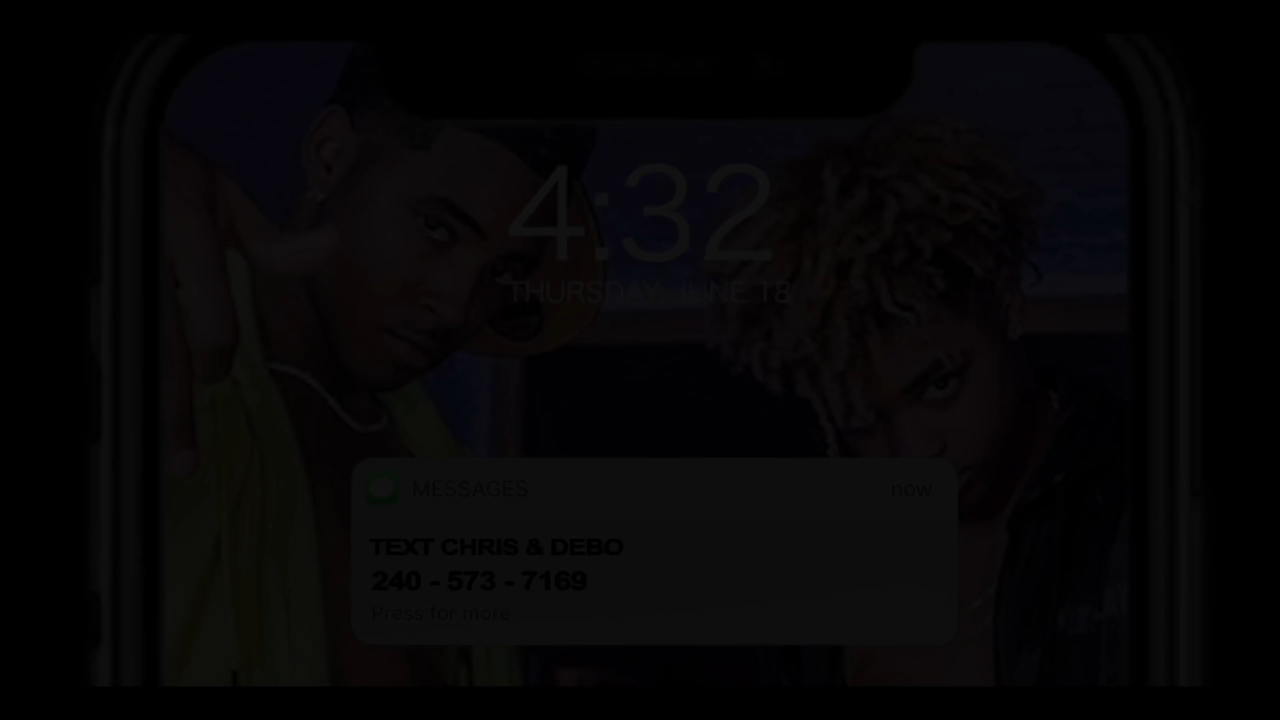 4:32
THURSDAY, JUNE 18
MESSAGES now
TEXT CHRIS & DEBO
240 - 573 - 7169
Press for more